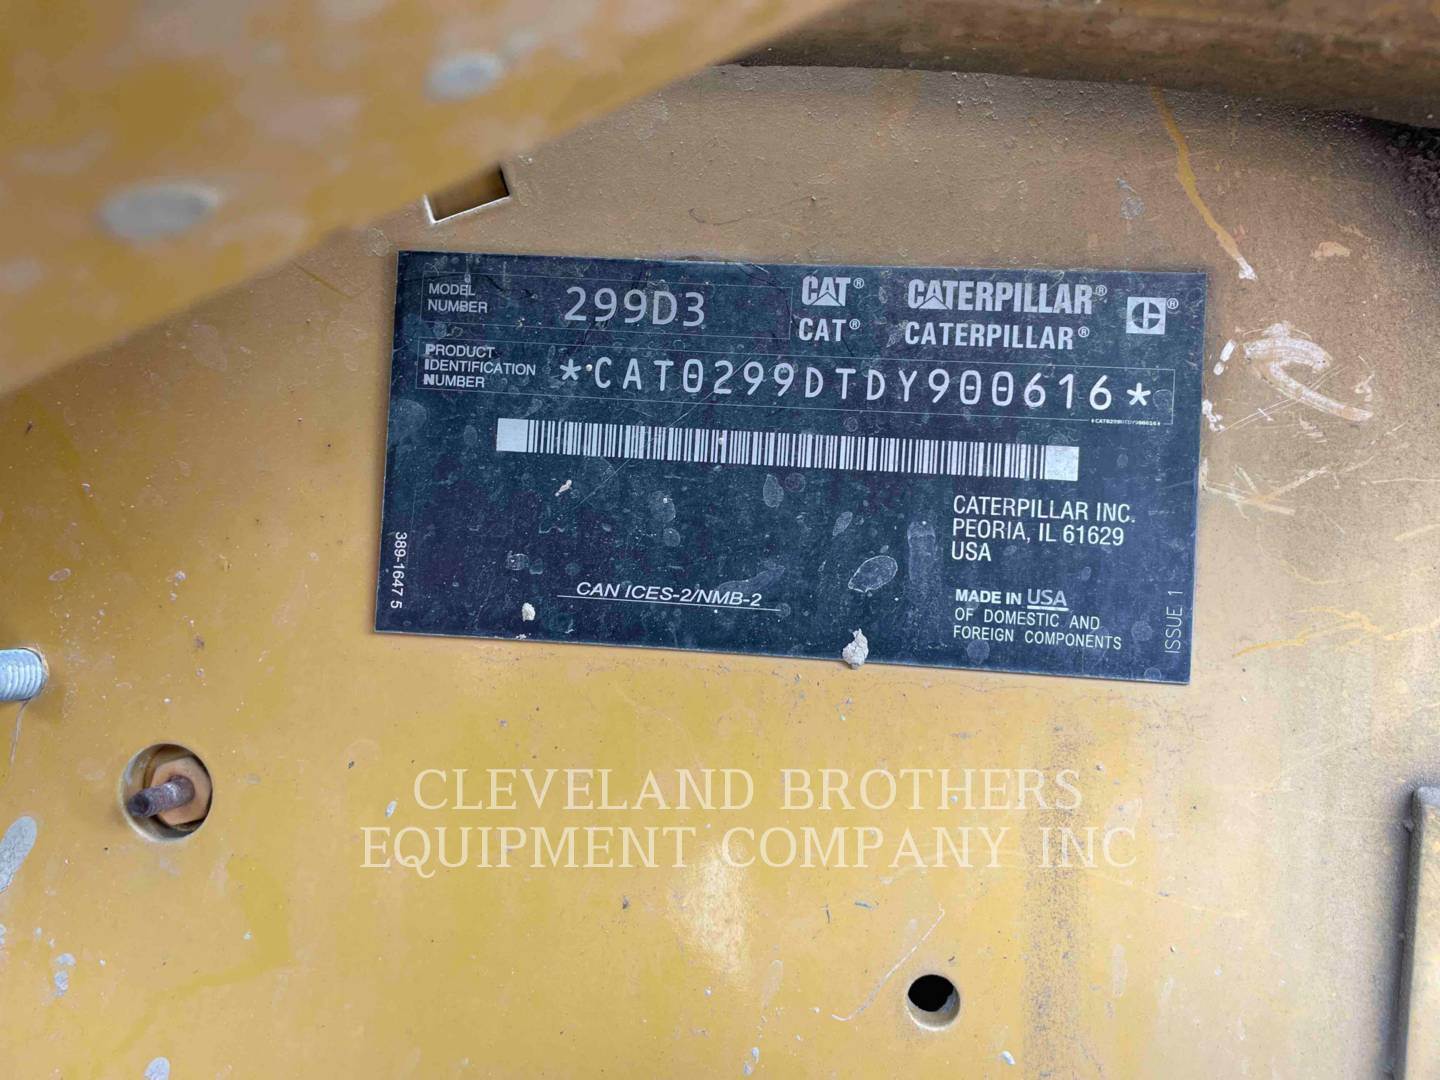 MODEL NUMBER 299D3
CAT® CATERPILLAR®
CAT® CATERPILLAR®
PRODUCT IDENTIFICATION NUMBER *CAT0299DTDY900616*
*CAT0299DTDY900616*
CATERPILLAR INC.
PEORIA, IL 61629
USA
389-1647 5
CAN ICES-2/NMB-2
MADE IN USA
OF DOMESTIC AND
FOREIGN COMPONENTS
ISSUE 1
CLEVELAND BROTHERS
EQUIPMENT COMPANY INC